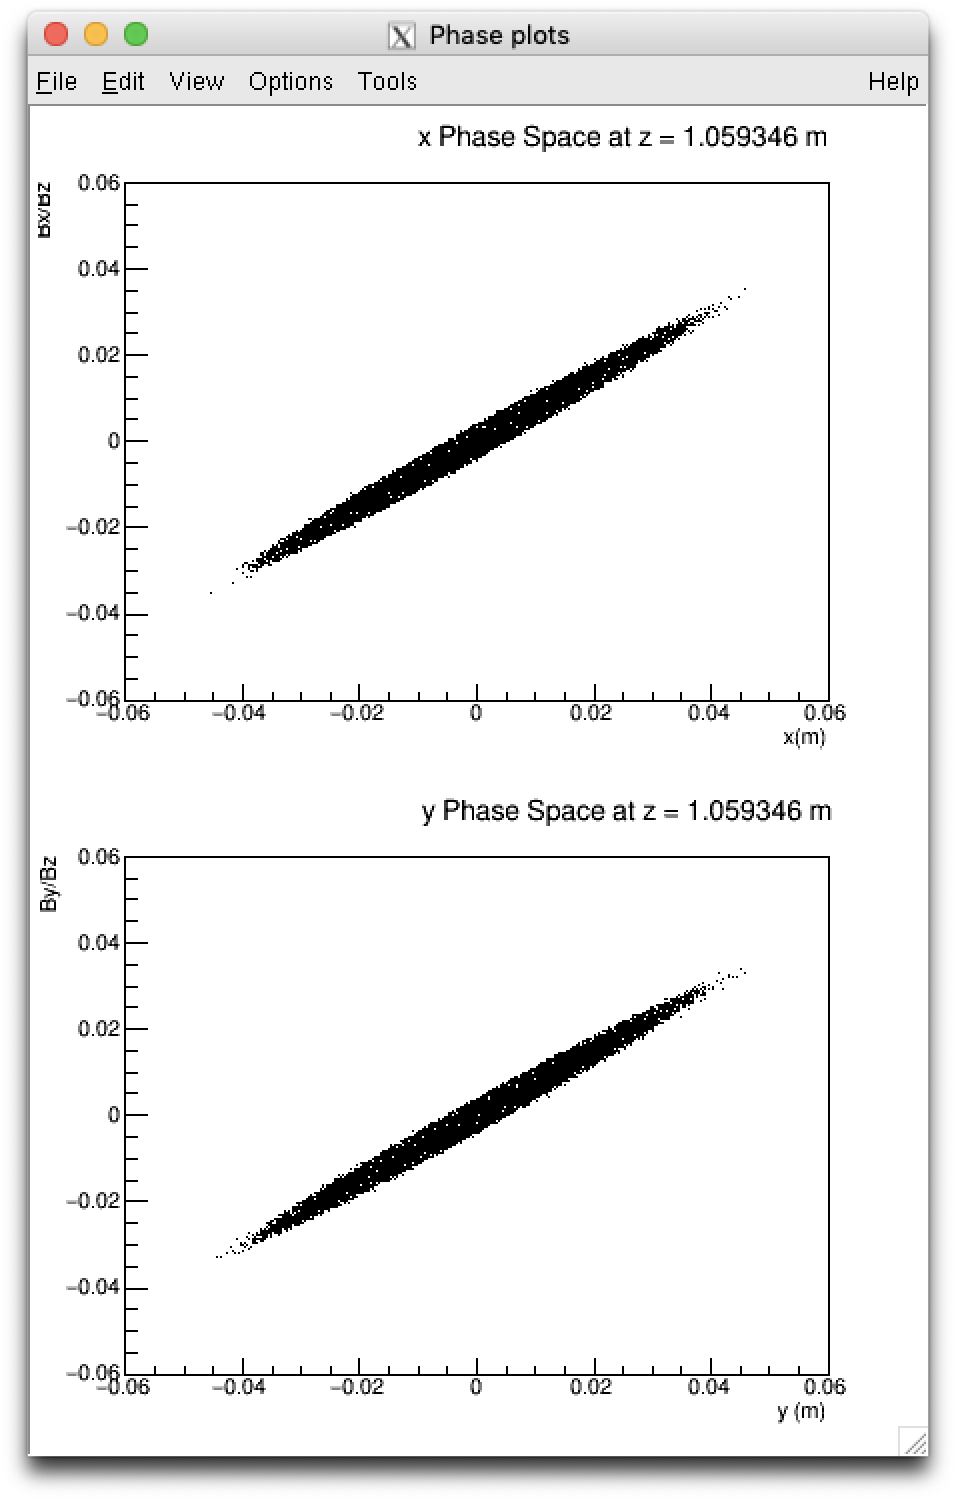 Phase plots
File Edit View Options Tools Help
x Phase Space at z = 1.059346 m
Bx/Bz
0.06
0.04
0.02
0
−0.02
−0.04
−0.06
−0.06 −0.04 −0.02 0 0.02 0.04 0.06
x(m)
y Phase Space at z = 1.059346 m
By/Bz
0.06
0.04
0.02
0
−0.02
−0.04
−0.06
−0.06 −0.04 −0.02 0 0.02 0.04 0.06
y (m)